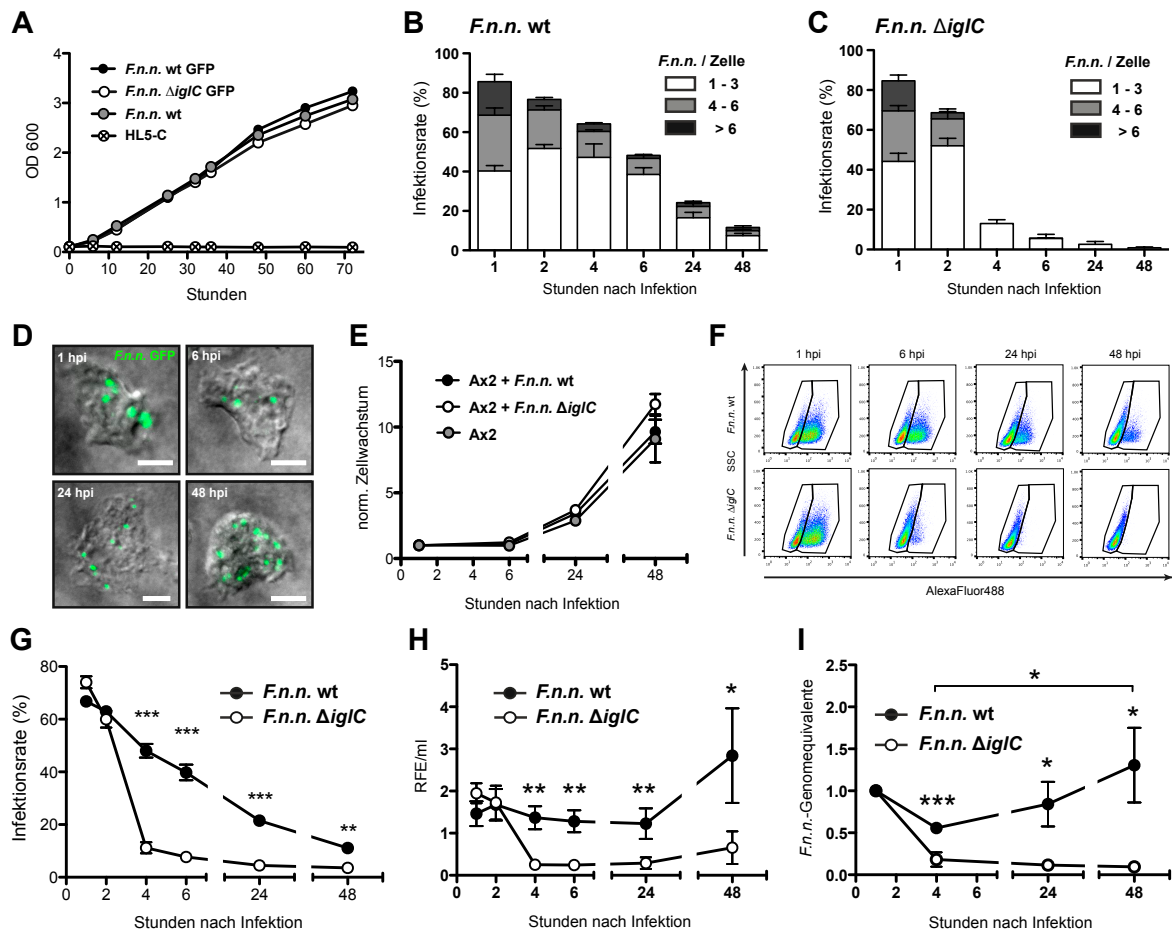 A
4
3
2
1
0
OD 600
F.n.n. wt GFP
F.n.n. ΔiglC GFP
F.n.n. wt
HL5-C
0 10 20 30 40 50 60 70
Stunden
B
F.n.n. wt
100
80
60
40
20
0
Infektionsrate (%)
F.n.n. / Zelle
1 - 3
4 - 6
> 6
1 2 4 6 24 48
Stunden nach Infektion
C
F.n.n. ΔiglC
100
80
60
40
20
0
Infektionsrate (%)
F.n.n. / Zelle
1 - 3
4 - 6
> 6
1 2 4 6 24 48
Stunden nach Infektion
D
1 hpi
F.n.n. GFP
6 hpi
24 hpi
48 hpi
E
15
10
5
0
norm. Zellwachstum
Ax2 + F.n.n. wt
Ax2 + F.n.n. ΔiglC
Ax2
0 2 4 6 24 48
Stunden nach Infektion
F
1 hpi 6 hpi 24 hpi 48 hpi
F.n.n. wt
SSC
F.n.n. ΔiglC
AlexaFluor488
G
80
60
40
20
0
Infektionsrate (%)
F.n.n. wt
F.n.n. ΔiglC
***
***
***
**
0 2 4 6 24 48
Stunden nach Infektion
H
5
4
3
2
1
0
RFE/ml
F.n.n. wt
F.n.n. ΔiglC
** ** ** *
0 2 4 6 24 48
Stunden nach Infektion
I
2.5
2.0
1.5
1.0
0.5
0.0
F.n.n.-Genomequivalente
*
F.n.n. wt
F.n.n. ΔiglC
*** * *
0 2 4 24 48
Stunden nach Infektion